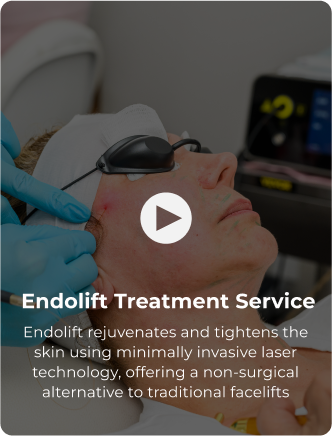 Endolift Treatment Service
Endolift rejuvenates and tightens the
skin using minimally invasive laser
technology, offering a non-surgical
alternative to traditional facelifts